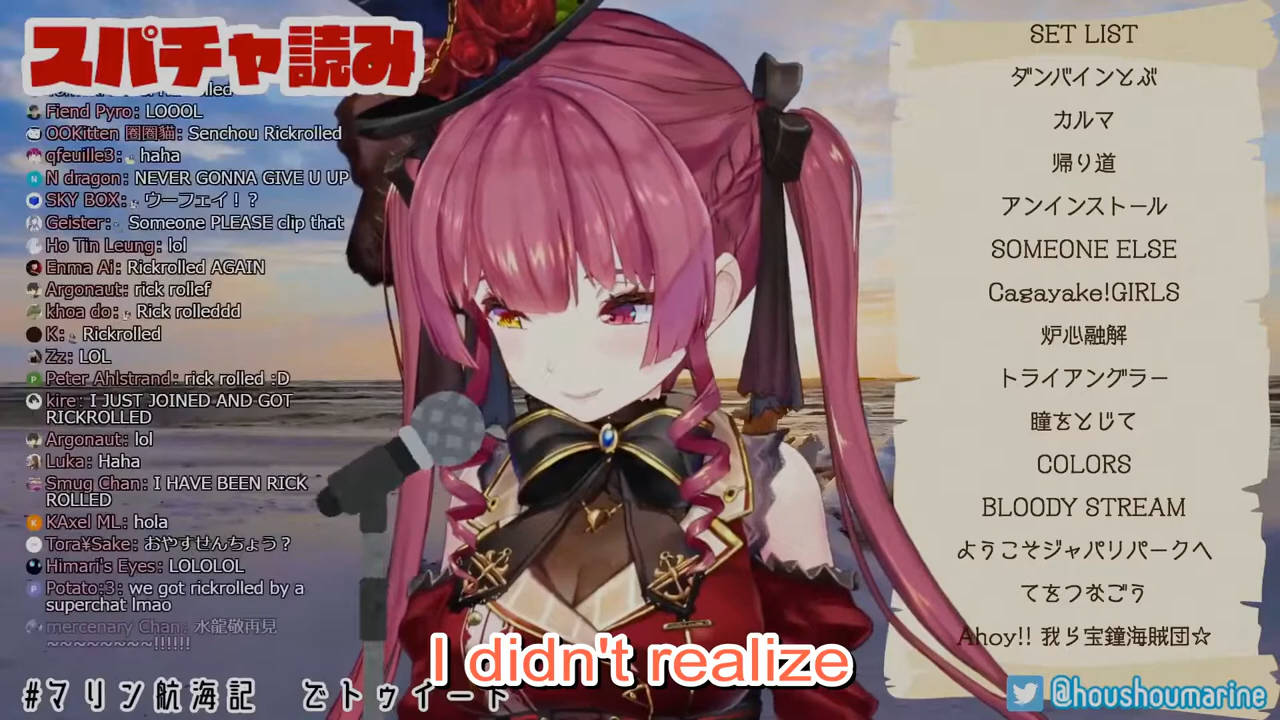 スパチャ読み
Fiend Pyro: LOOOL
OOKitten 圈圈貓: Senchou Rickrolled
qfeuille3: haha
N dragon: NEVER GONNA GIVE U UP
SKY BOX: ウーフェイ！？
Geister: Someone PLEASE clip that
Ho Tin Leung: lol
Enma Ai: Rickrolled AGAIN
Argonaut: rick rollef
khoa do: Rick rolleddd
K: Rickrolled
Zz: LOL
Peter Ahlstrand: rick rolled :D
kire: I JUST JOINED AND GOT
RICKROLLED
Argonaut: lol
Luka: Haha
Smug Chan: I HAVE BEEN RICK
ROLLED
KAxel ML: hola
Tora¥Sake: おやすせんちょう？
Himari's Eyes: LOLOLOL
Potato:3: we got rickrolled by a
superchat lmao
mercenary Chan: 水龍敬再見
~~~~~~~~!!!!!!
#マリン航海記 でトゥイート
SET LIST
ダンバインとぶ
カルマ
帰り道
アンインストール
SOMEONE ELSE
Cagayake!GIRLS
炉心融解
トライアングラー
瞳をとじて
COLORS
BLOODY STREAM
ようこそジャパリパークへ
てをつなごう
Ahoy!! 我ら宝鐘海賊団☆
@houshoumarine
I didn't realize